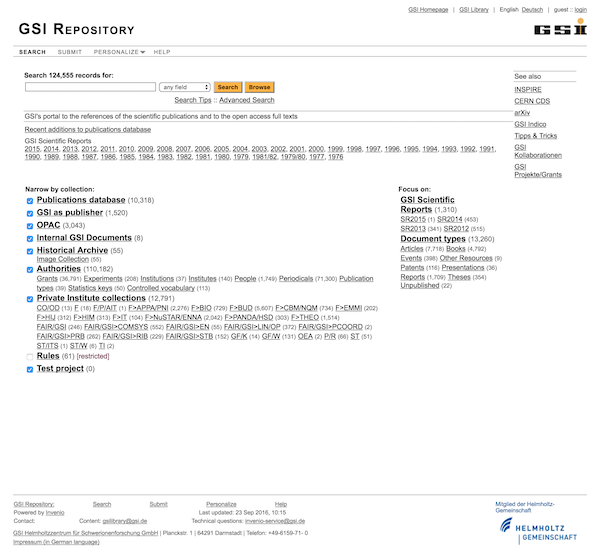 GSI Homepage | GSI Library | English Deutsch | guest :: login
GSI REPOSITORY
GSI
SEARCH SUBMIT PERSONALIZE HELP
Search 124,555 records for:
any field Search Browse
Search Tips :: Advanced Search
GSI's portal to the references of the scientific publications and to the open access full texts
Recent additions to publications database
GSI Scientific Reports
2015, 2014, 2013, 2012, 2011, 2010, 2009, 2008, 2007, 2006, 2005, 2004, 2003, 2002, 2001, 2000, 1999, 1998, 1997, 1996, 1995, 1994, 1993, 1992, 1991,
1990, 1989, 1988, 1987, 1986, 1985, 1984, 1983, 1982, 1981, 1980, 1979, 1981/82, 1979/80, 1977, 1976
See also
INSPIRE
CERN CDS
arXiv
GSI Indico
Tipps & Tricks
GSI
Kollaborationen
GSI
Projekte/Grants
Narrow by collection:
Publications database (10,318)
GSI as publisher (1,520)
OPAC (3,043)
Internal GSI Documents (8)
Historical Archive (55)
Image Collection (55)
Authorities (110,182)
Grants (36,791) Experiments (208) Institutions (37) Institutes (140) People (1,749) Periodicals (71,300) Publication
types (39) Statistics keys (50) Controlled vocabulary (113)
Private Institute collections (12,791)
CO/OD (13) F (18) F/P/AIT (1) F>APPA/PNI (2,276) F>BIO (729) F>BUD (5,607) F>CBM/NQM (734) F>EMMI (202)
F>HIJ (312) F>HIM (313) F>IT (104) F>NuSTAR/ENNA (2,042) F>PANDA/HSD (303) F>THEO (1,514)
FAIR/GSI (246) FAIR/GSI>COMSYS (552) FAIR/GSI>EN (55) FAIR/GSI>LIN/OP (372) FAIR/GSI>PCOORD (2)
FAIR/GSI>PRB (262) FAIR/GSI>RIB (229) FAIR/GSI>STB (152) GF/K (14) GF/W (131) OEA (2) P/R (66) ST (51)
ST/ITS (1) ST/W (6) TI (2)
Rules (61) [restricted]
Test project (0)
Focus on:
GSI Scientific
Reports (1,310)
SR2015 (1) SR2014 (453)
SR2013 (341) SR2012 (515)
Document types (13,260)
Articles (7,718) Books (4,792)
Events (398) Other Resources (9)
Patents (116) Presentations (36)
Reports (1,709) Theses (354)
Unpublished (22)
GSI Repository: Search Submit Personalize Help
Powered by Invenio Last updated: 23 Sep 2016, 10:15
Contact: Content: gsilibrary@gsi.de Technical questions: invenio-service@gsi.de
GSI Helmholtzzentrum für Schwerionenforschung GmbH | Planckstr. 1 | 64291 Darmstadt | Telefon: +49-6159-71- 0
Impressum (in German language)
Mitglied der Helmholtz-
Gemeinschaft
HELMHOLTZ
GEMEINSCHAFT